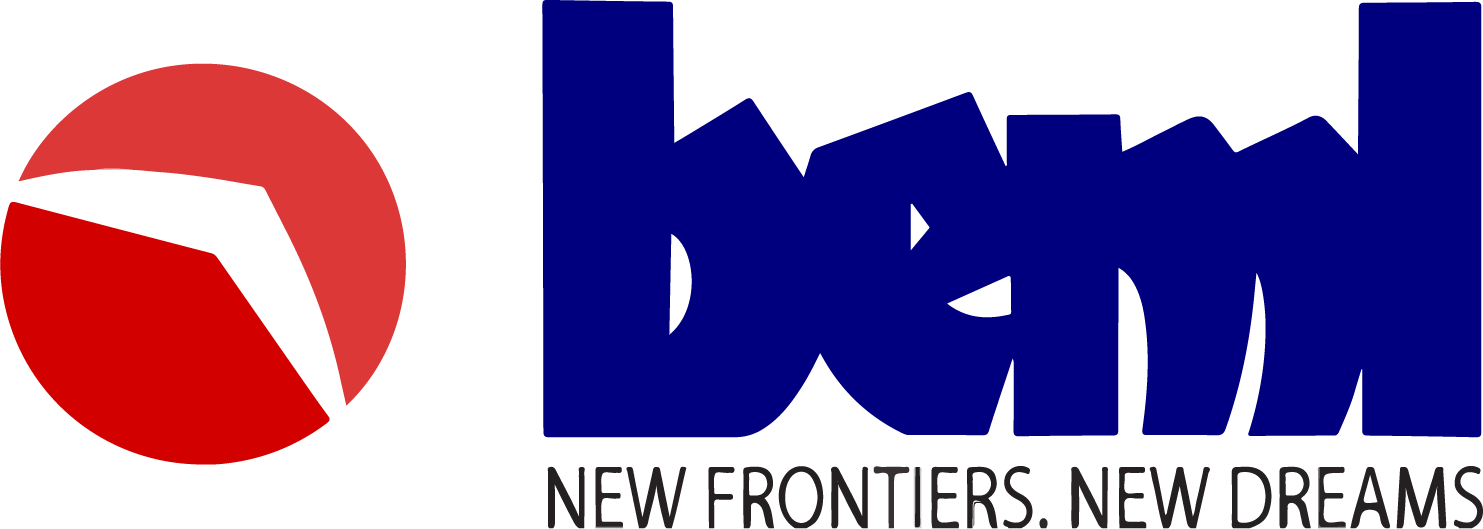 beml
NEW FRONTIERS. NEW DREAMS